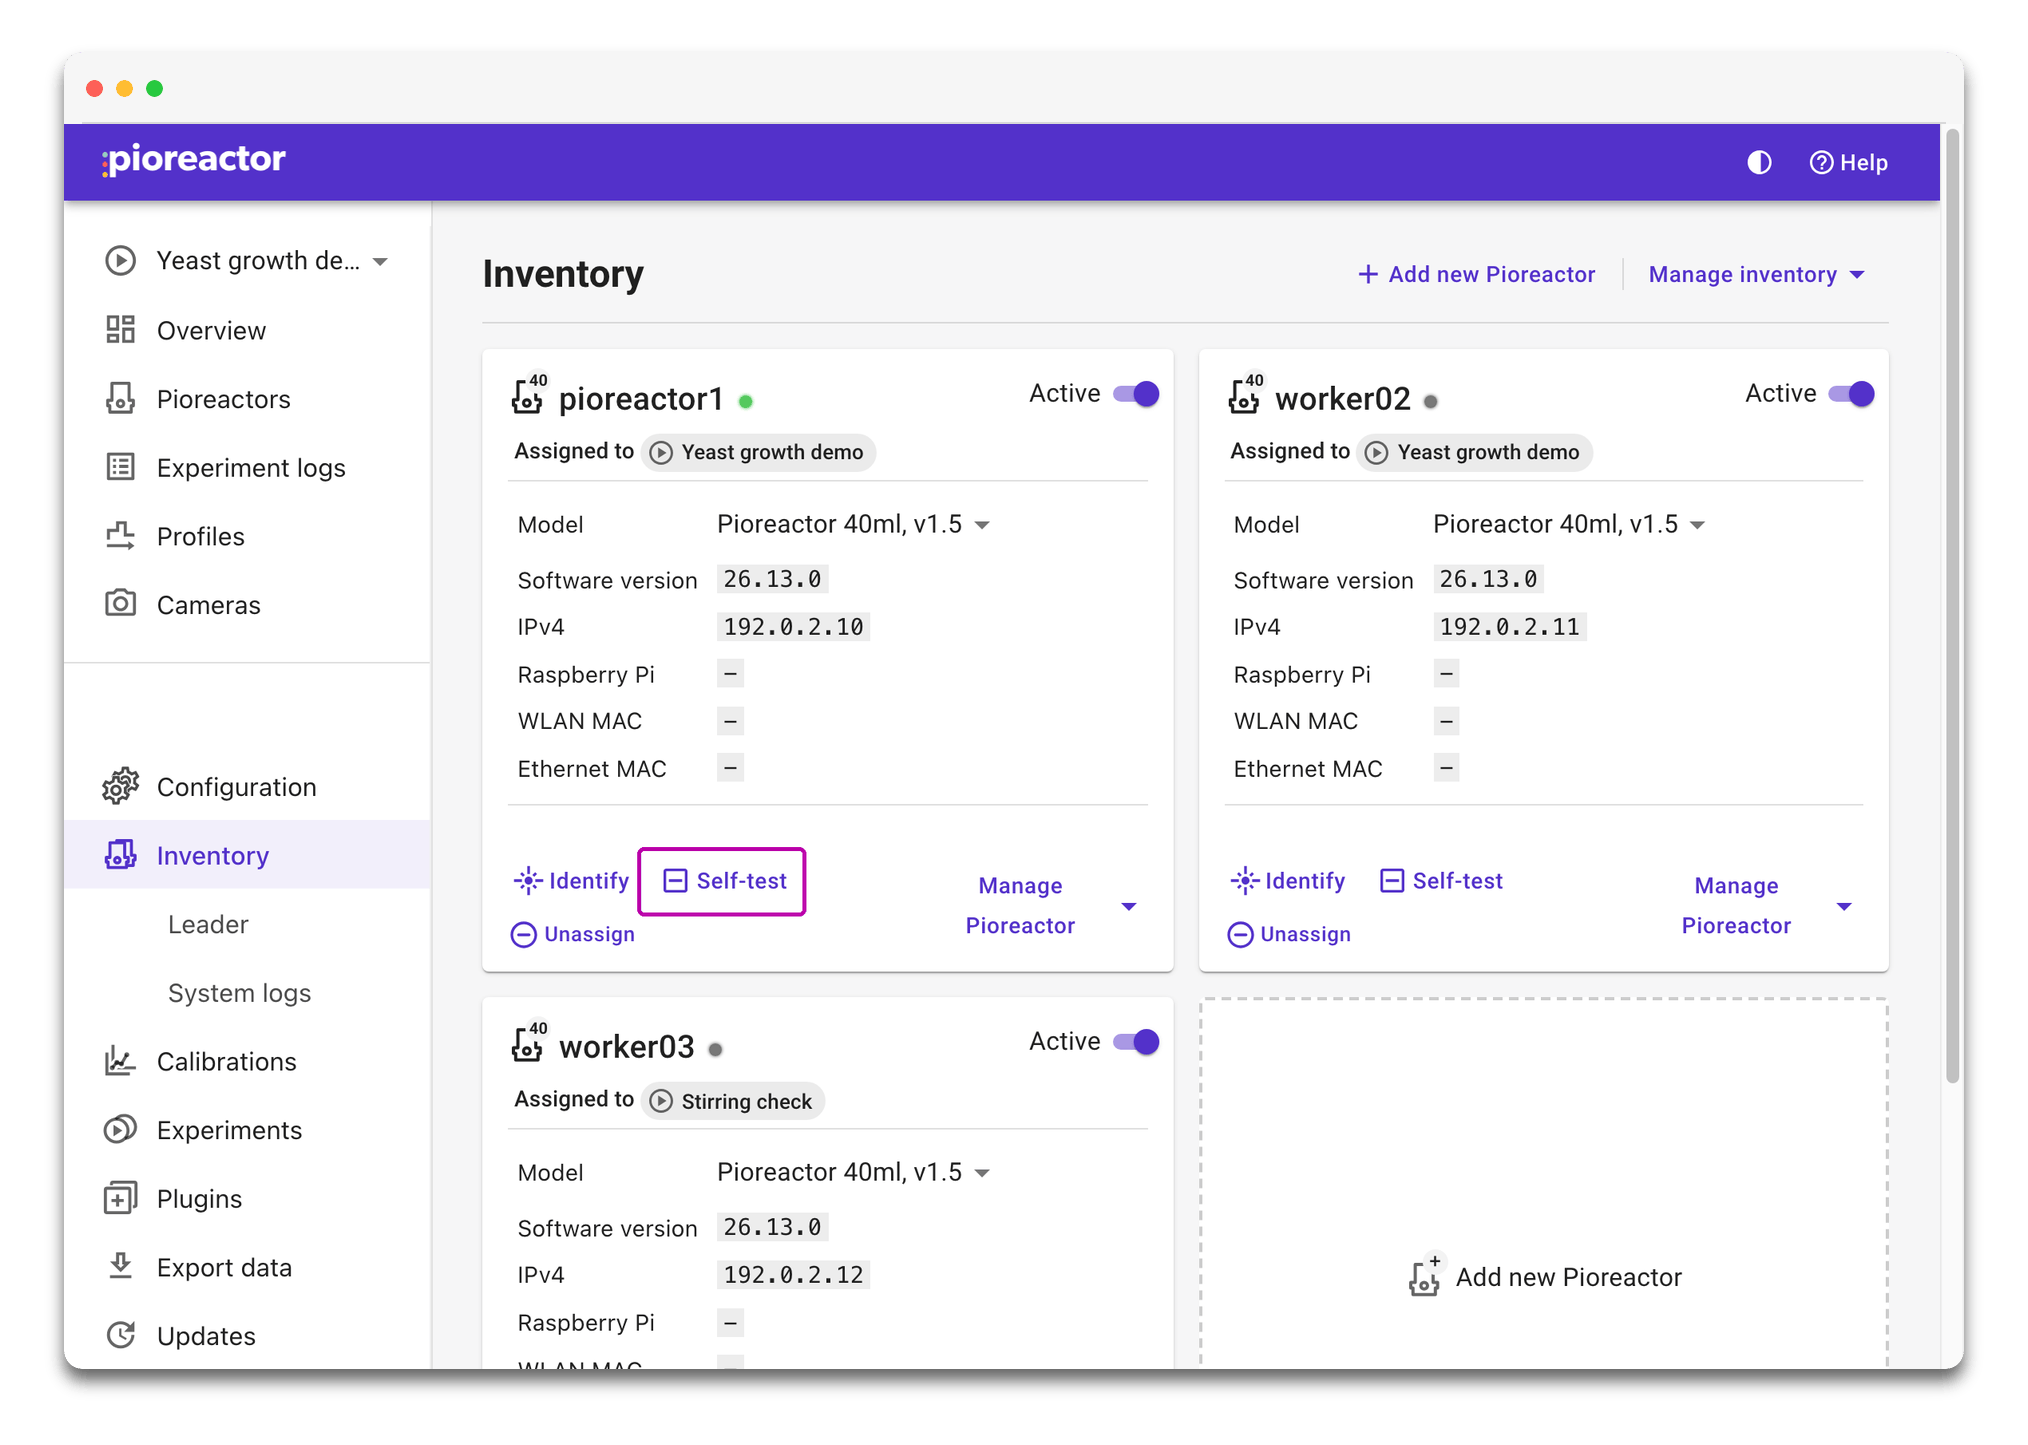 pioreactor
Help
Yeast growth de...
Overview
Pioreactors
Experiment logs
Profiles
Cameras
Configuration
Inventory
Leader
System logs
Calibrations
Experiments
Plugins
Export data
Updates
Inventory
Add new Pioreactor
Manage inventory
40
pioreactor1
Active
Assigned to Yeast growth demo
Model Pioreactor 40ml, v1.5
Software version 26.13.0
IPv4 192.0.2.10
Raspberry Pi –
WLAN MAC –
Ethernet MAC –
Identify Self-test
Unassign
Manage
Pioreactor
40
worker02
Active
Assigned to Yeast growth demo
Model Pioreactor 40ml, v1.5
Software version 26.13.0
IPv4 192.0.2.11
Raspberry Pi –
WLAN MAC –
Ethernet MAC –
Identify Self-test
Unassign
Manage
Pioreactor
40
worker03
Active
Assigned to Stirring check
Model Pioreactor 40ml, v1.5
Software version 26.13.0
IPv4 192.0.2.12
Raspberry Pi –
WLAN MAC
Add new Pioreactor